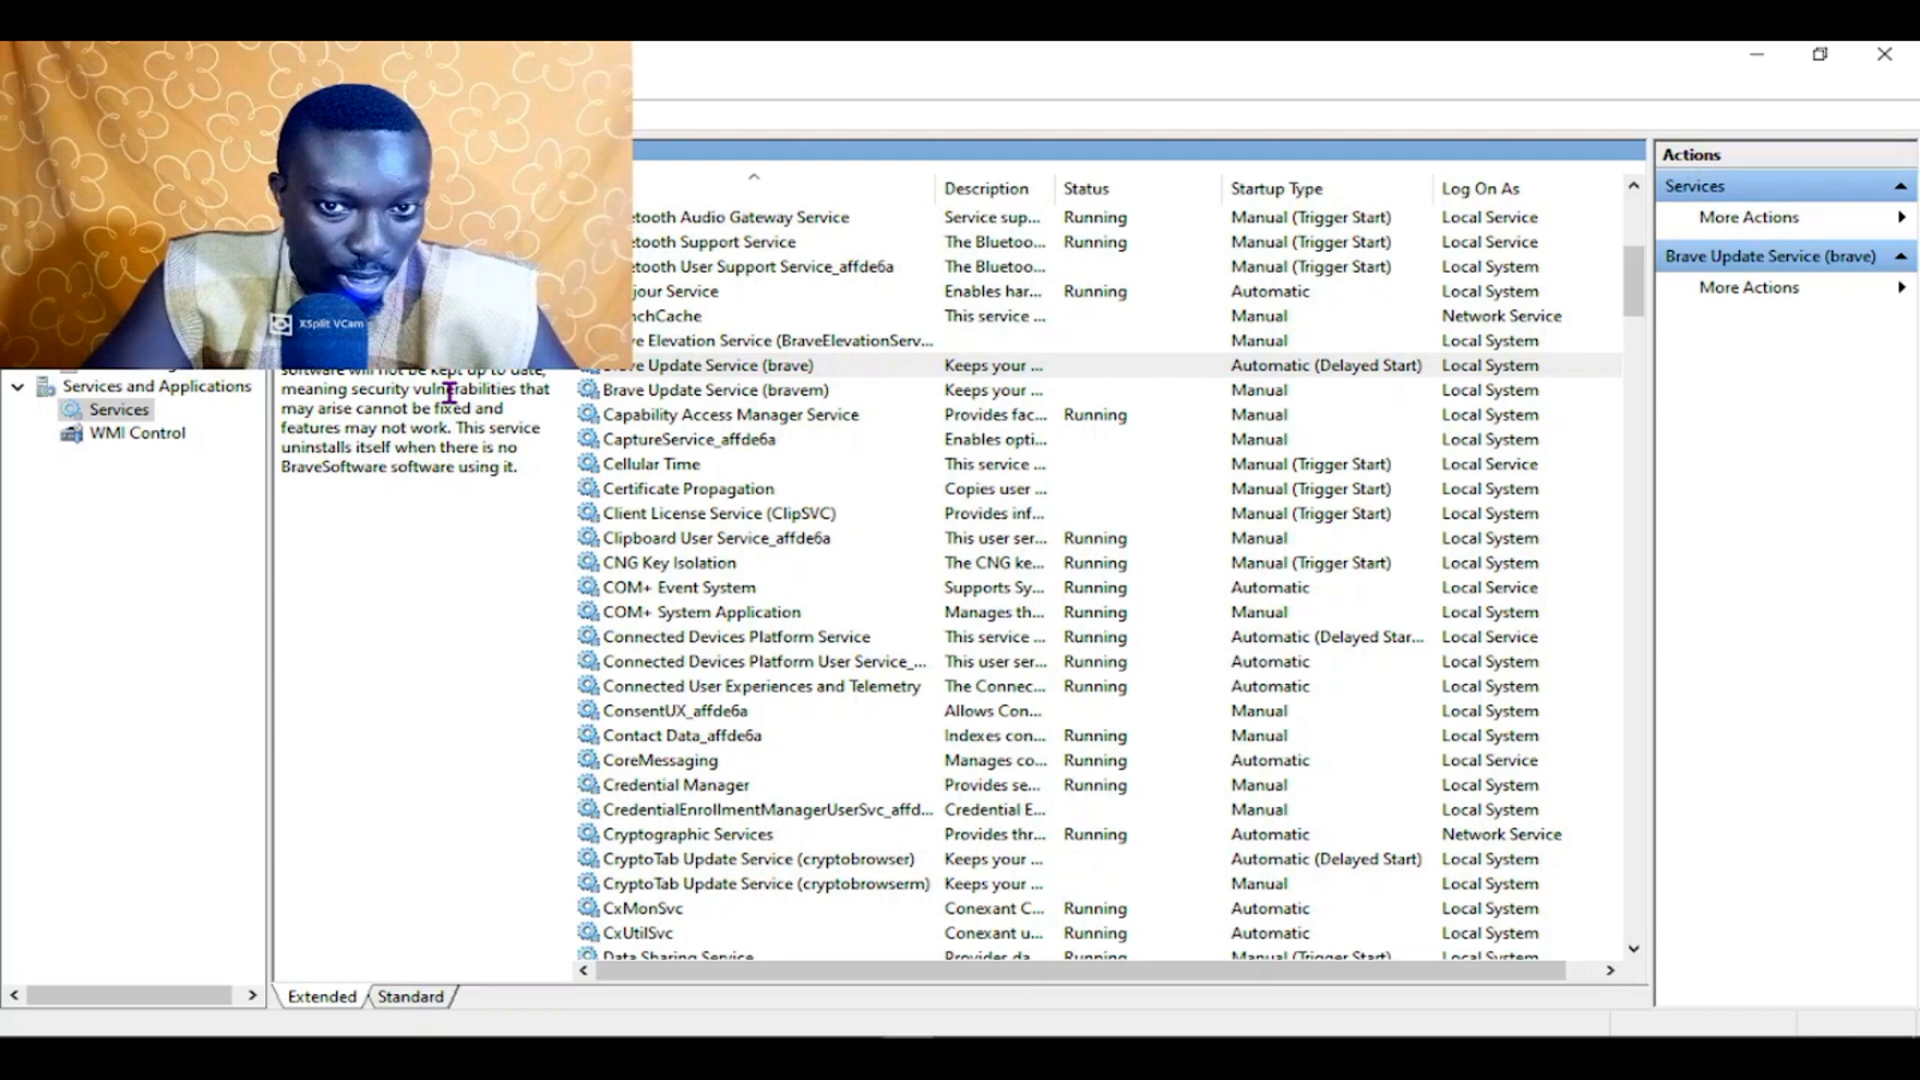 XSplit VCam
Description Status Startup Type Log On As
etooth Audio Gateway Service Service sup... Running Manual (Trigger Start) Local Service
etooth Support Service The Bluetoo... Running Manual (Trigger Start) Local Service
etooth User Support Service_affde6a The Bluetoo... Manual (Trigger Start) Local System
jour Service Enables har... Running Automatic Local System
nchCache This service ... Manual Network Service
ve Elevation Service (BraveElevationServ... Manual Local System
Update Service (brave) Keeps your ... Automatic (Delayed Start) Local System
Brave Update Service (bravem) Keeps your ... Manual Local System
Capability Access Manager Service Provides fac... Running Manual Local System
CaptureService_affde6a Enables opti... Manual Local System
Cellular Time This service ... Manual (Trigger Start) Local Service
Certificate Propagation Copies user ... Manual (Trigger Start) Local System
Client License Service (ClipSVC) Provides inf... Manual (Trigger Start) Local System
Clipboard User Service_affde6a This user ser... Running Manual Local System
CNG Key Isolation The CNG ke... Running Manual (Trigger Start) Local System
COM+ Event System Supports Sy... Running Automatic Local Service
COM+ System Application Manages th... Running Manual Local System
Connected Devices Platform Service This service ... Running Automatic (Delayed Star... Local Service
Connected Devices Platform User Service_... This user ser... Running Automatic Local System
Connected User Experiences and Telemetry The Connec... Running Automatic Local System
ConsentUX_affde6a Allows Con... Manual Local System
Contact Data_affde6a Indexes con... Running Manual Local System
CoreMessaging Manages co... Running Automatic Local Service
Credential Manager Provides se... Running Manual Local System
CredentialEnrollmentManagerUserSvc_affd... Credential E... Manual Local System
Cryptographic Services Provides thr... Running Automatic Network Service
CryptoTab Update Service (cryptobrowser) Keeps your ... Automatic (Delayed Start) Local System
CryptoTab Update Service (cryptobrowserm) Keeps your ... Manual Local System
CxMonSvc Conexant C... Running Automatic Local System
CxUtilSvc Conexant u... Running Automatic Local System
Data Sharing Service Provides da... Running Manual (Trigger Start) Local System
Services and Applications
Services
WMI Control
software will not be kept up to date,
meaning security vulnerabilities that
may arise cannot be fixed and
features may not work. This service
uninstalls itself when there is no
BraveSoftware software using it.
Extended Standard
Actions
Services
More Actions
Brave Update Service (brave)
More Actions